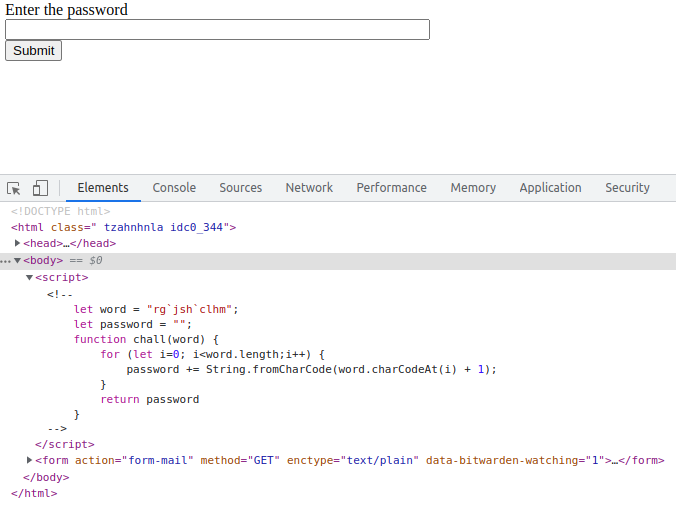 Enter the password
Submit
Elements Console Sources Network Performance Memory Application Security
<!DOCTYPE html>
<html class=" tzahnhnla idc0_344">
<head>…</head>
<body> == $0
<script>
<!--
let word = "rg`jsh`clhm";
let password = "";
function chall(word) {
for (let i=0; i<word.length;i++) {
password += String.fromCharCode(word.charCodeAt(i) + 1);
}
return password
}
-->
</script>
<form action="form-mail" method="GET" enctype="text/plain" data-bitwarden-watching="1">…</form>
</body>
</html>